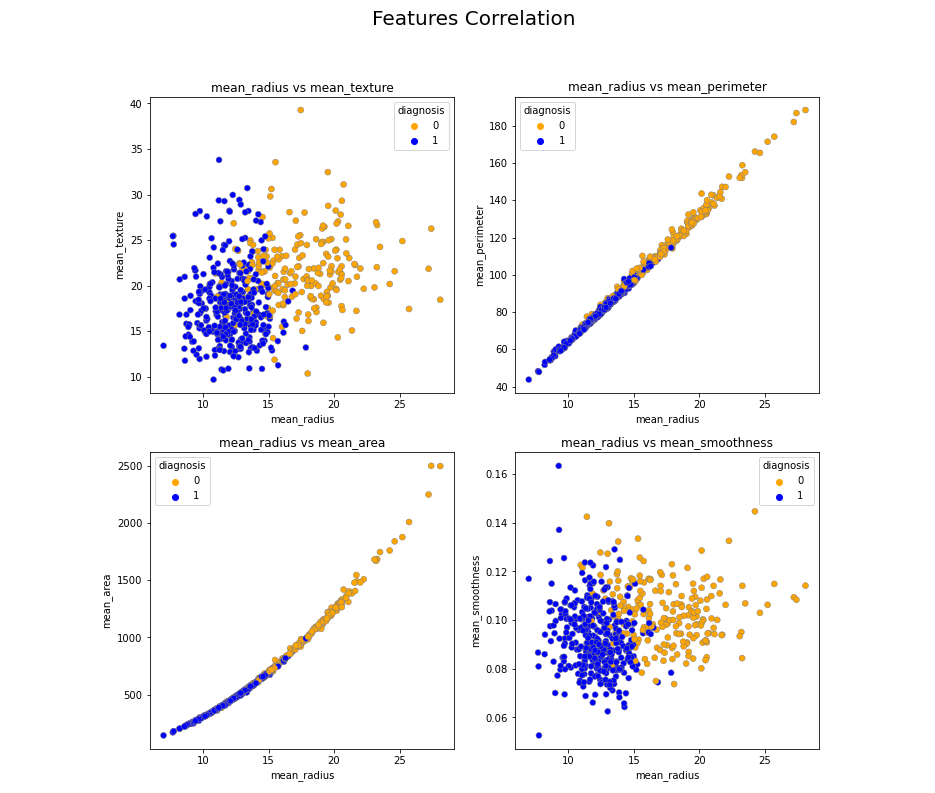 Features Correlation
mean_radius vs mean_texture
diagnosis
0
1
40
35
30
25
20
15
10
mean_texture
10 15 20 25
mean_radius
mean_radius vs mean_perimeter
diagnosis
0
1
180
160
140
120
100
80
60
40
mean_perimeter
10 15 20 25
mean_radius
mean_radius vs mean_area
diagnosis
0
1
2500
2000
1500
1000
500
mean_area
10 15 20 25
mean_radius
mean_radius vs mean_smoothness
diagnosis
0
1
0.16
0.14
0.12
0.10
0.08
0.06
mean_smoothness
10 15 20 25
mean_radius